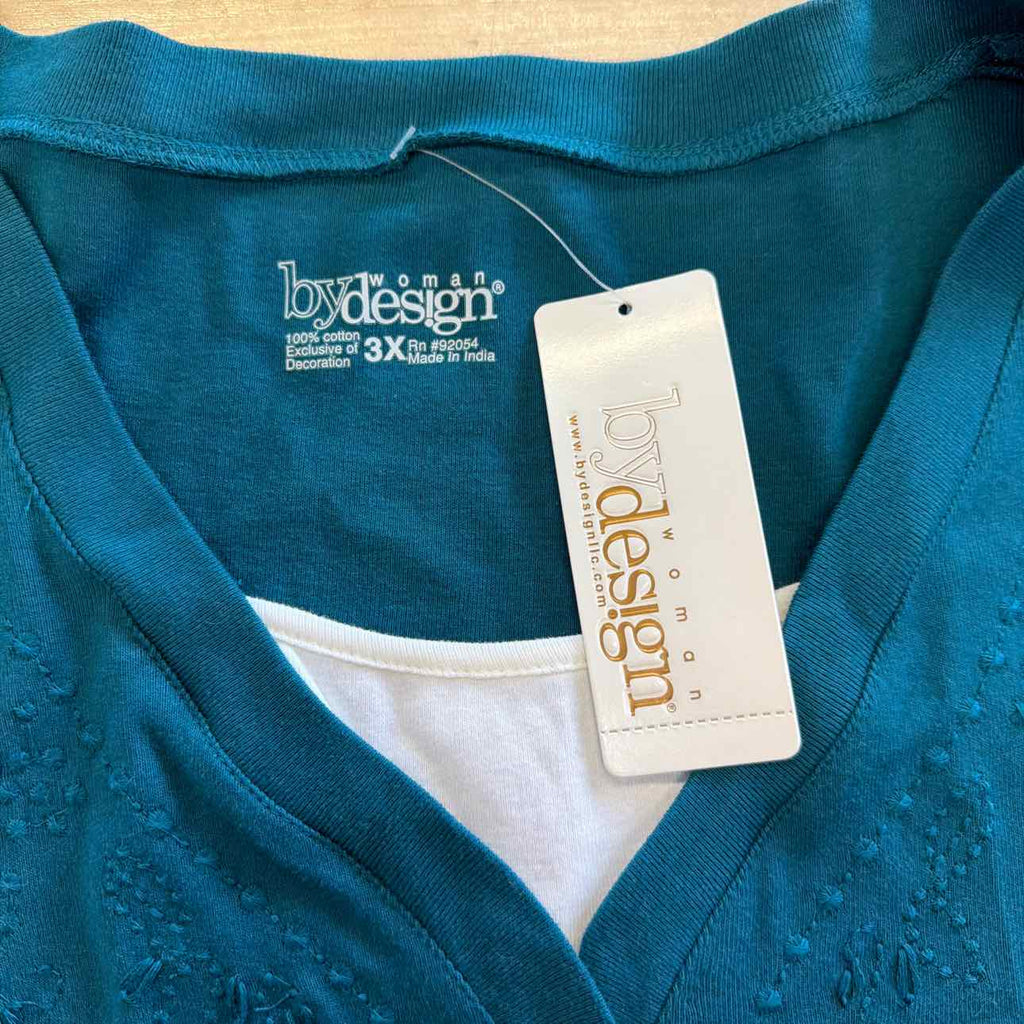 woman
bydesign®
100% cotton
Exclusive of
Decoration
3X
Rn #92054
Made In India
bydesign®
woman
www.bydesignllc.com